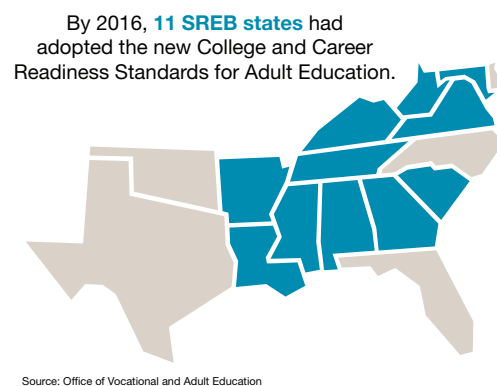 By 2016, 11 SREB states had
adopted the new College and Career
Readiness Standards for Adult Education.
Source: Office of Vocational and Adult Education